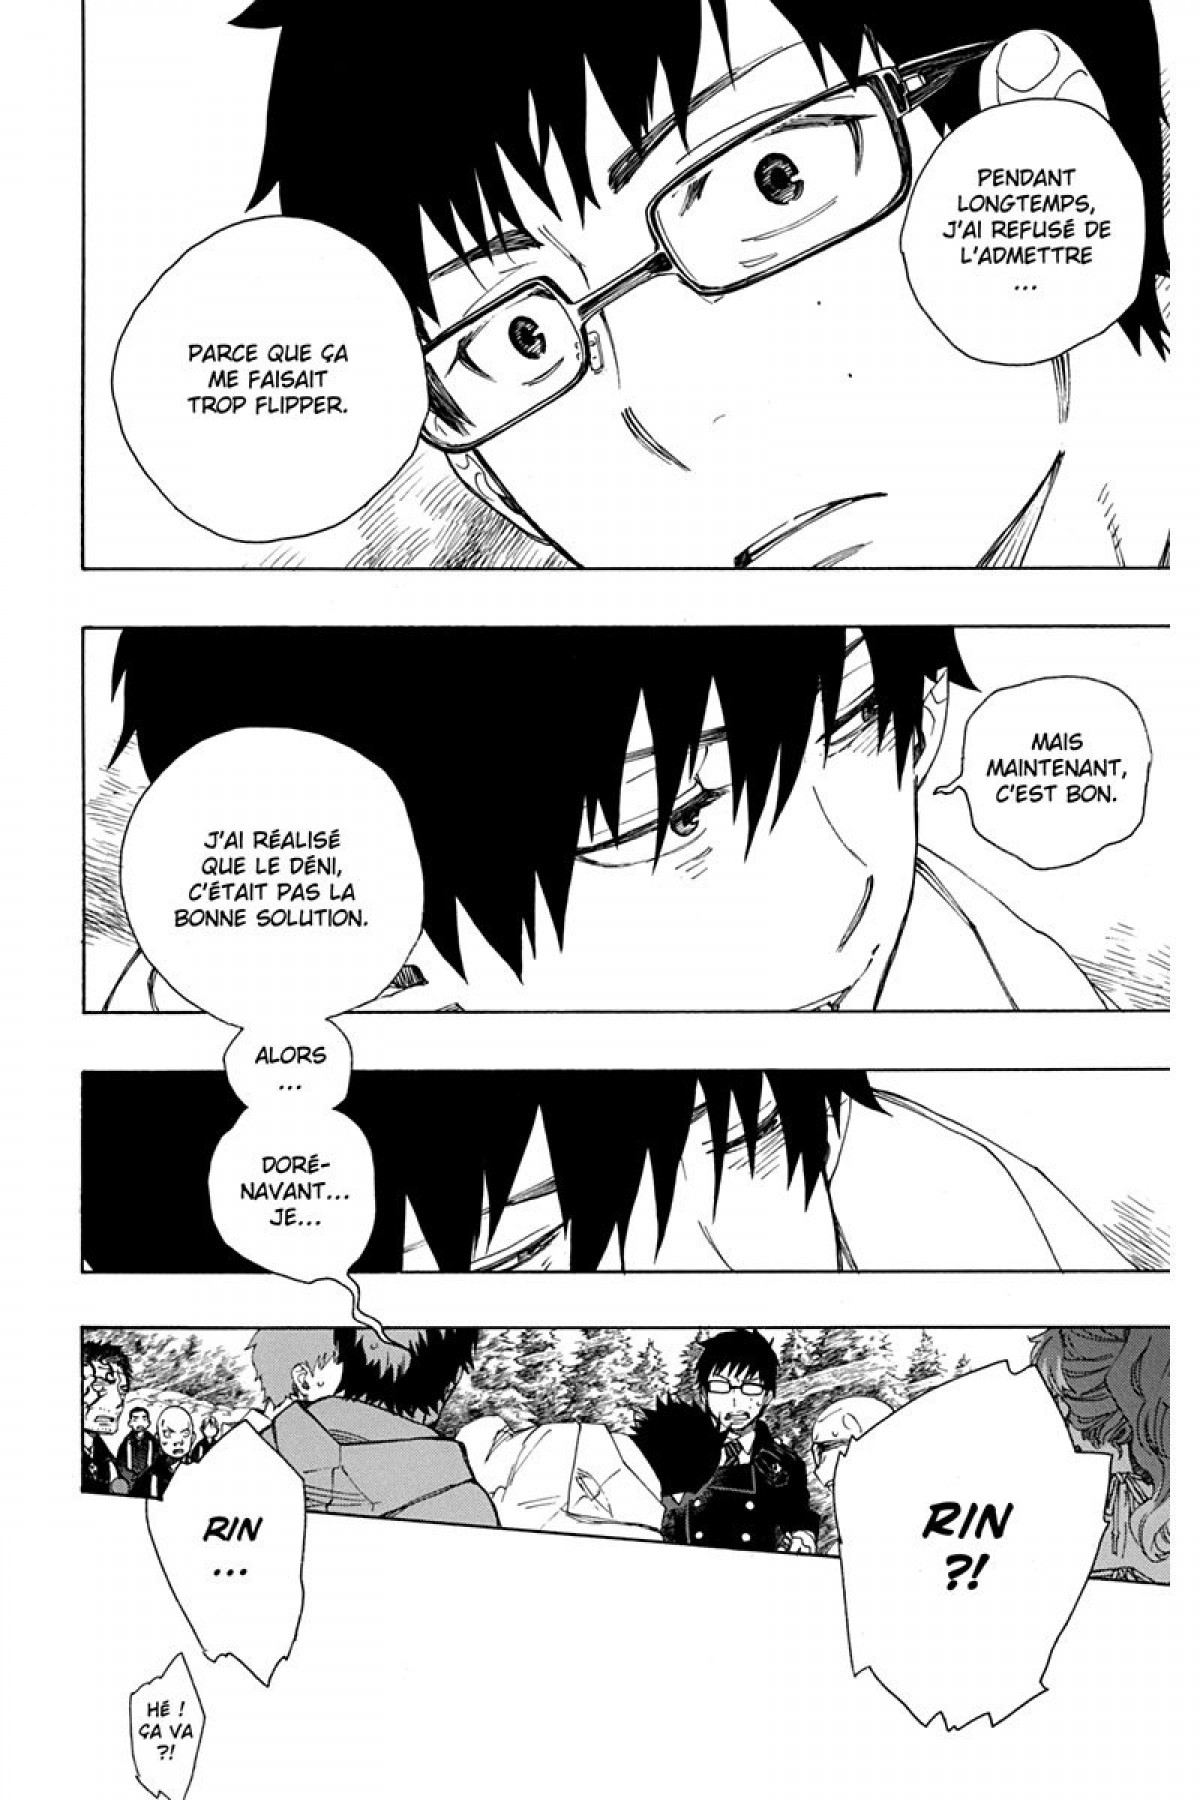 PENDANT
LONGTEMPS,
J'AI REFUSÉ DE
L'ADMETTRE
...
PARCE QUE ÇA
ME FAISAIT
TROP FLIPPER.
MAIS
MAINTENANT,
C'EST BON.
J'AI RÉALISÉ
QUE LE DÉNI,
C'ÉTAIT PAS LA
BONNE SOLUTION.
ALORS
...
DORÉ-
NAVANT...
JE...
RIN
?!
RIN
...
HÉ !
ÇA VA
?!